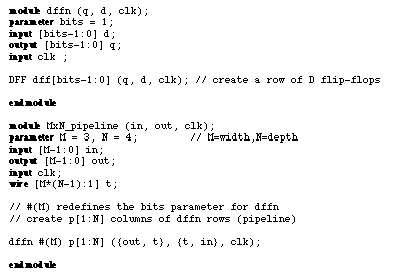 module dffn (q, d, clk);
parameter bits = 1;
input [bits-1:0] d;
output [bits-1:0] q;
input clk ;
DFF dff[bits-1:0] (q, d, clk); // create a row of D flip-flops
endmodule
module MxN_pipeline (in, out, clk);
parameter M = 3, N = 4; // M=width,N=depth
input [M-1:0] in;
output [M-1:0] out;
input clk;
wire [M*(N-1):1] t;
// #(M) redefines the bits parameter for dffn
// create p[1:N] columns of dffn rows (pipeline)
dffn #(M) p[1:N] ({out, t}, {t, in}, clk);
endmodule